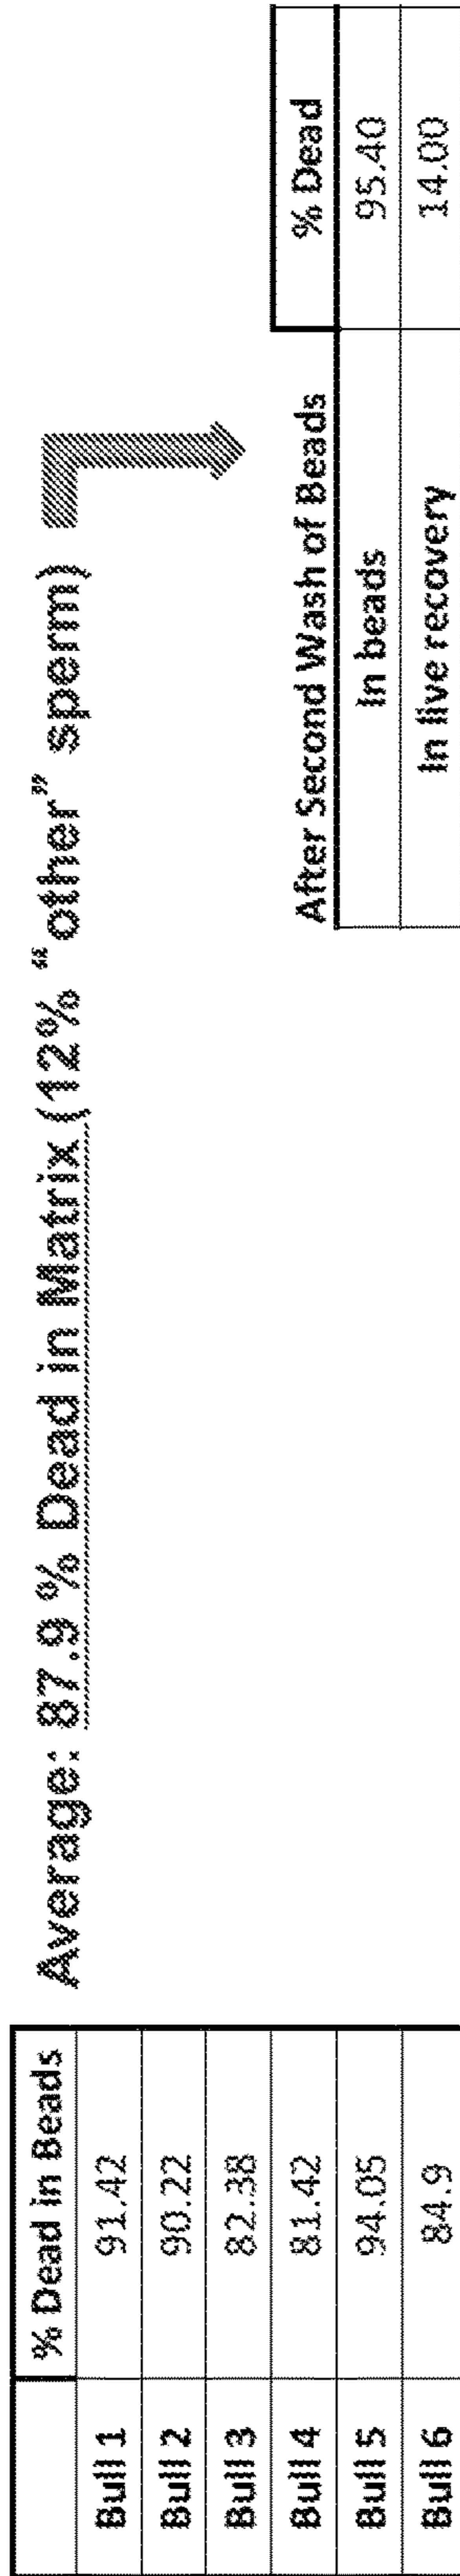 % Dead in Beads
Bull 1 91.42
Bull 2 90.22
Bull 3 82.38
Bull 4 81.42
Bull 5 94.05
Bull 6 84.9
Average: 87.9 % Dead in Matrix (12% “other” sperm)
After Second Wash of Beads % Dead
In beads 95.40
In live recovery 14.00